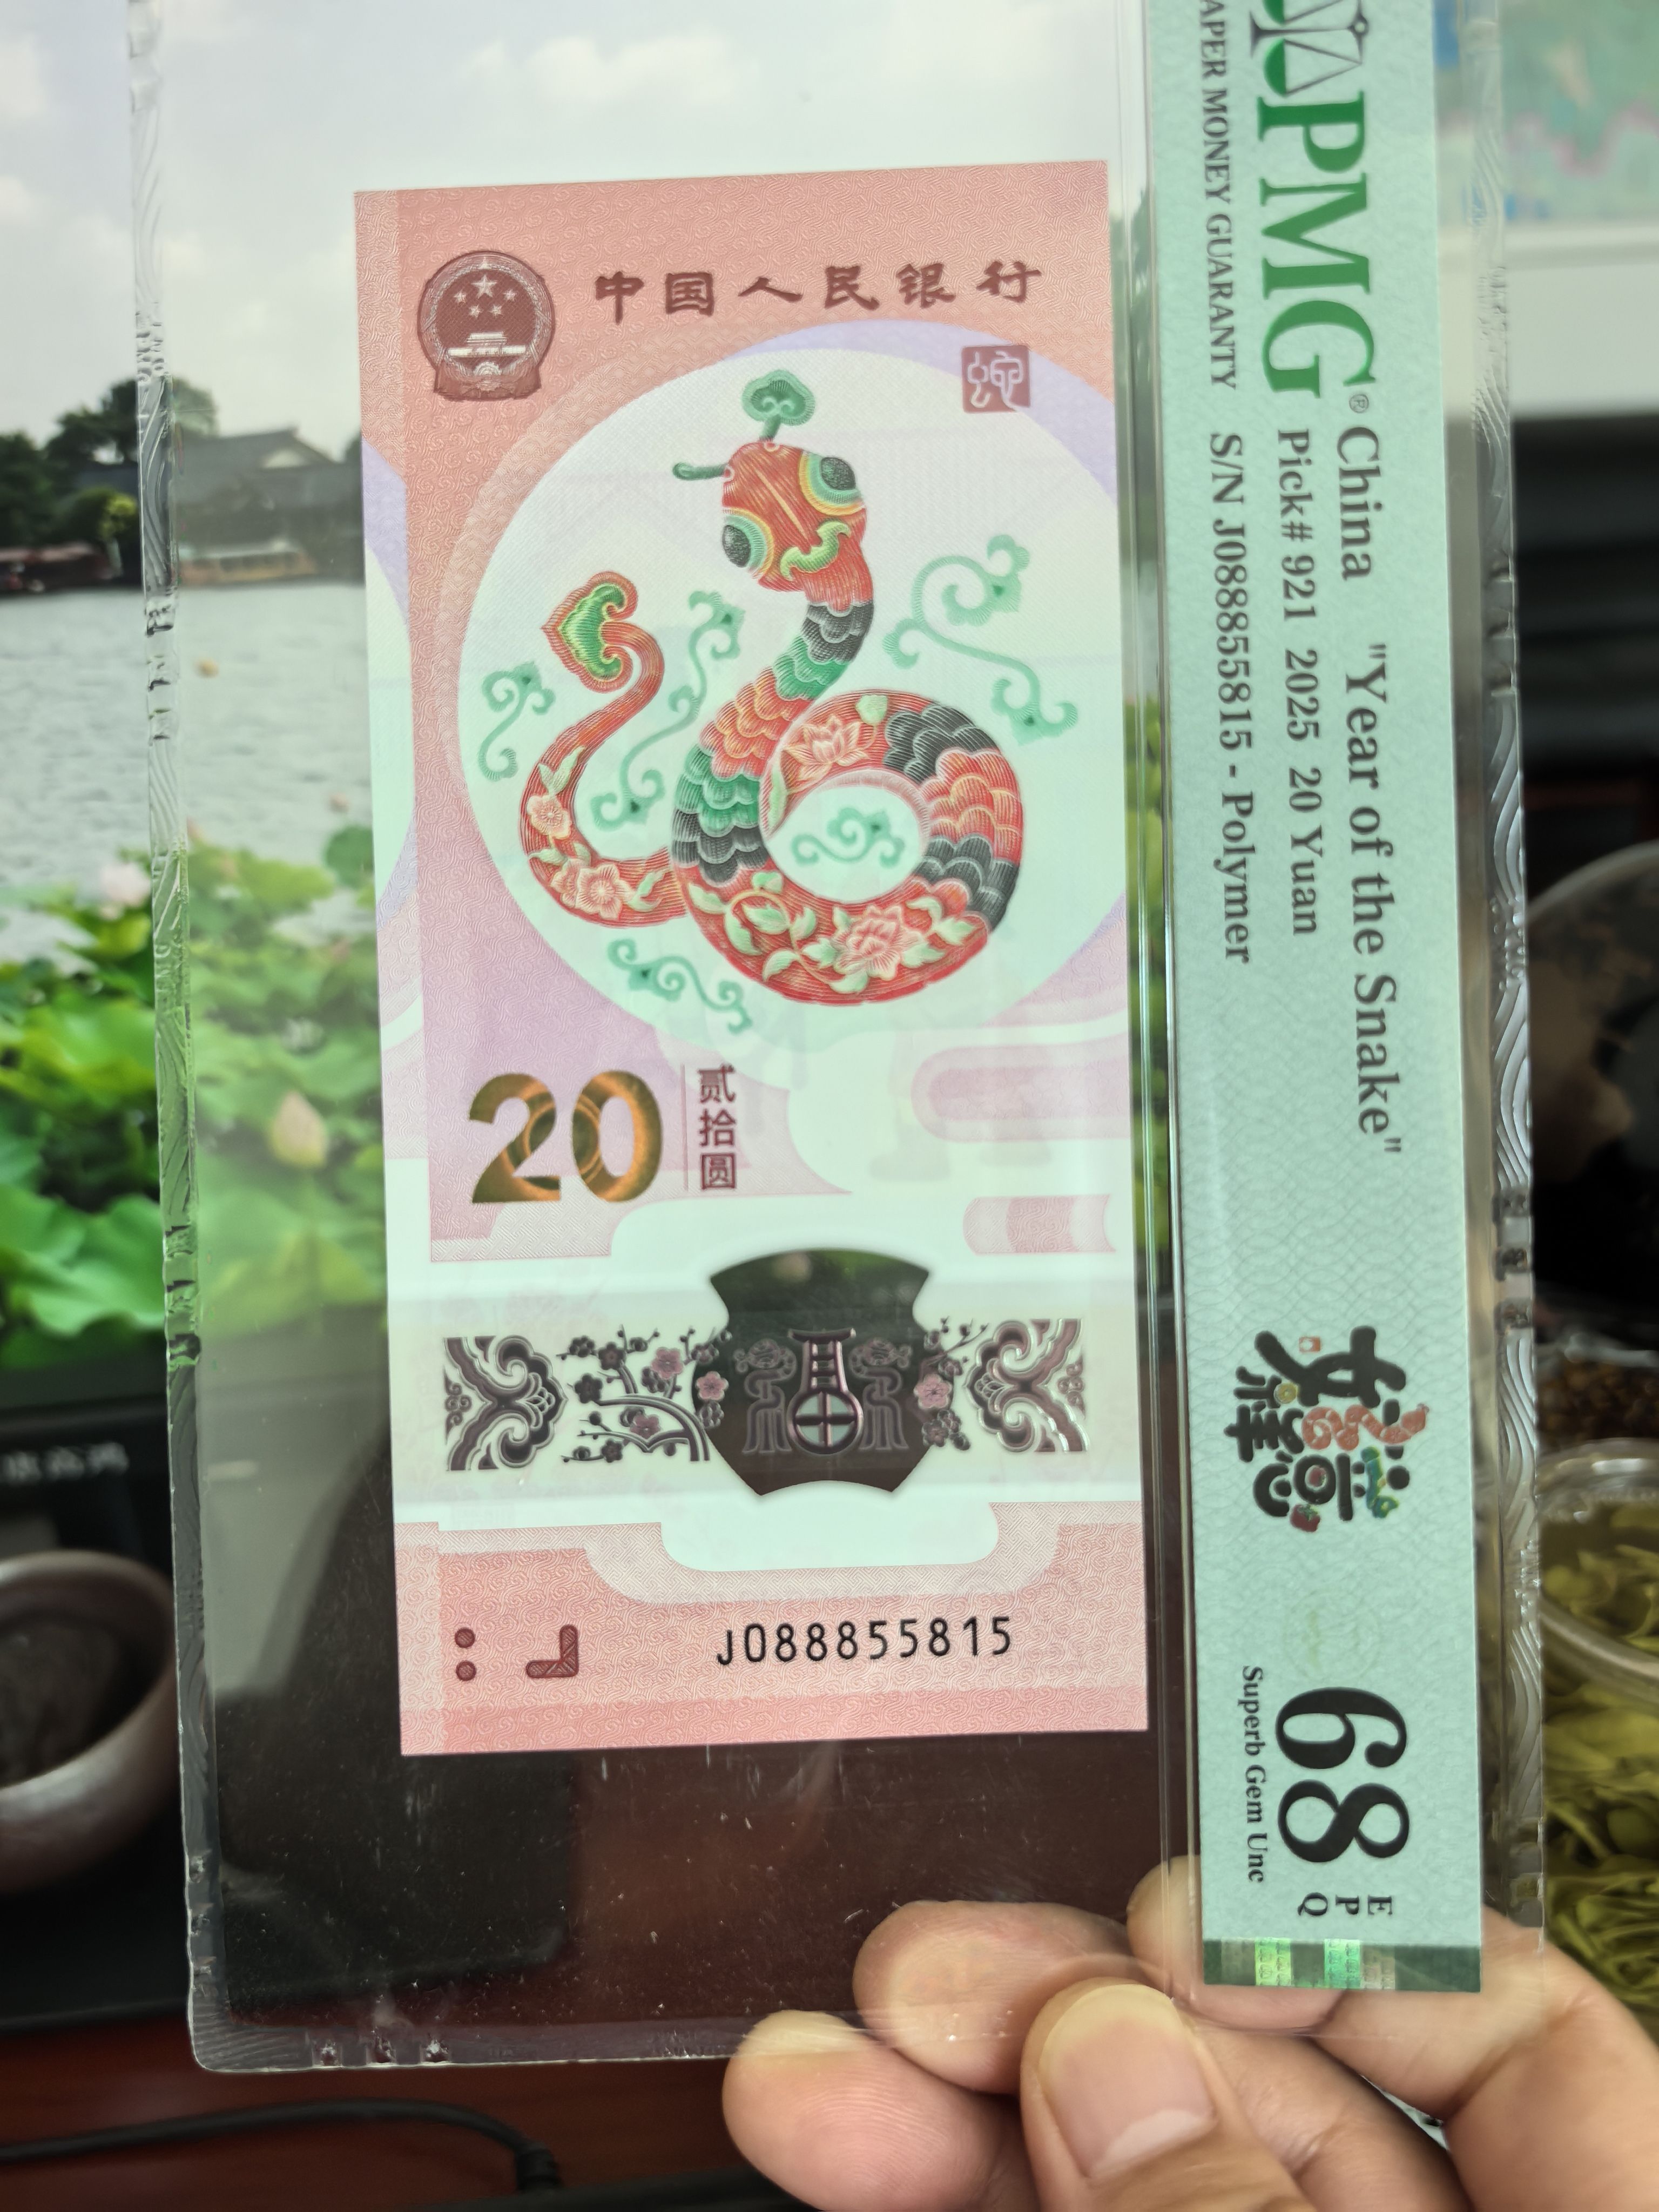 中国人民银行
蛇
20
贰拾圆
J088855815
PMG®
PAPER MONEY GUARANTY
China "Year of the Snake"
Pick# 921 2025 20 Yuan
S/N J088855815 - Polymer
68
E
P
Q
Superb Gem Unc